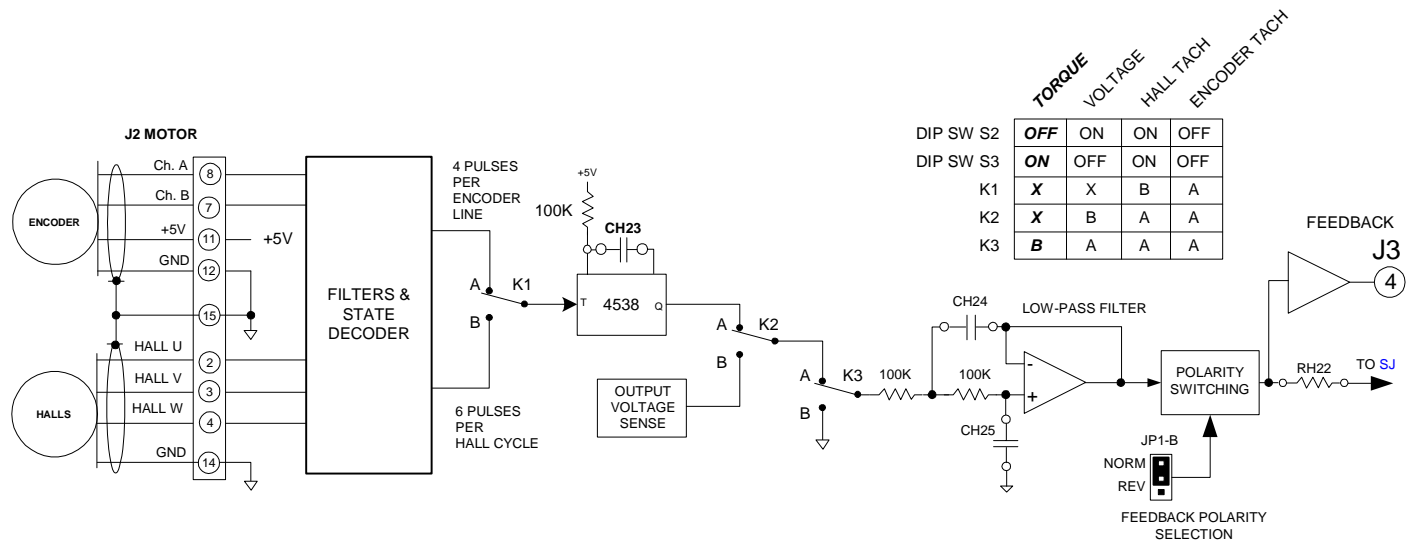 TORQUE
VOLTAGE
HALL TACH
ENCODER TACH
DIP SW S2 OFF ON ON OFF
DIP SW S3 ON OFF ON OFF
K1 X X B A
K2 X B A A
K3 B A A A
J2 MOTOR
ENCODER
Ch. A 8
Ch. B 7
+5V 11 +5V
GND 12
15
HALLS
HALL U 2
HALL V 3
HALL W 4
GND 14
FILTERS &
STATE
DECODER
4 PULSES
PER
ENCODER
LINE
A
B
K1
6 PULSES
PER
HALL CYCLE
+5V
100K
CH23
T 4538 Q
A
B
K2
OUTPUT
VOLTAGE
SENSE
A
B
K3
100K
CH24
100K
LOW-PASS FILTER
-
+
CH25
POLARITY
SWITCHING
JP1-B
NORM
REV
FEEDBACK POLARITY
SELECTION
FEEDBACK
J3
4
RH22
TO SJ